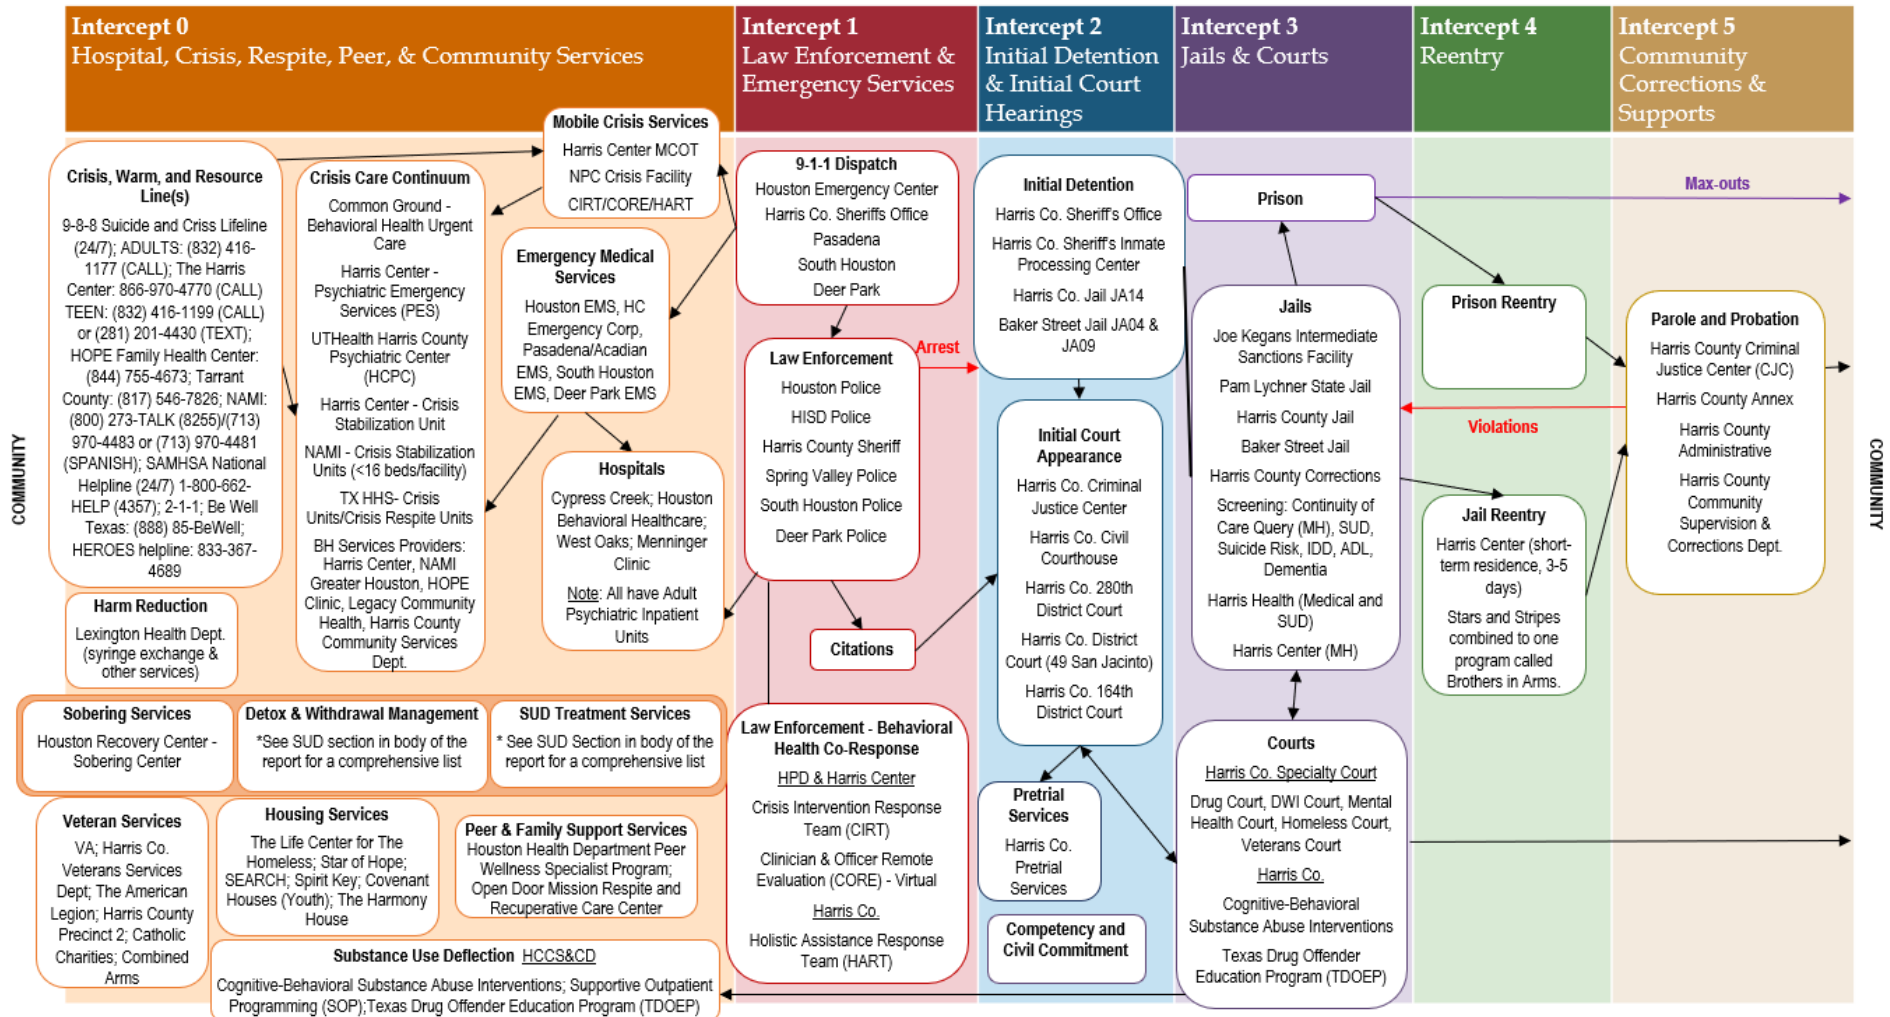 Intercept 0
Hospital, Crisis, Respite, Peer, & Community Services
Intercept 1
Law Enforcement &
Emergency Services
Intercept 2
Initial Detention
& Initial Court
Hearings
Intercept 3
Jails & Courts
Intercept 4
Reentry
Intercept 5
Community
Corrections &
Supports
COMMUNITY
Crisis, Warm, and Resource
Line(s)
9-8-8 Suicide and Criss Lifeline
(24/7); ADULTS: (832) 416-
1177 (CALL); The Harris
Center: 866-970-4770 (CALL)
TEEN: (832) 416-1199 (CALL)
or (281) 201-4430 (TEXT);
HOPE Family Health Center:
(844) 755-4673; Tarrant
County: (817) 546-7826; NAMI:
(800) 273-TALK (8255)/(713)
970-4483 or (713) 970-4481
(SPANISH); SAMHSA National
Helpline (24/7) 1-800-662-
HELP (4357); 2-1-1; Be Well
Texas: (888) 85-BeWell;
HEROES helpline: 833-367-
4689
Harm Reduction
Lexington Health Dept.
(syringe exchange &
other services)
Crisis Care Continuum
Common Ground -
Behavioral Health Urgent
Care
Harris Center -
Psychiatric Emergency
Services (PES)
UTHealth Harris County
Psychiatric Center
(HCPC)
Harris Center - Crisis
Stabilization Unit
NAMI - Crisis Stabilization
Units (<16 beds/facility)
TX HHS- Crisis
Units/Crisis Respite Units
BH Services Providers:
Harris Center, NAMI
Greater Houston, HOPE
Clinic, Legacy Community
Health, Harris County
Community Services
Dept.
Mobile Crisis Services
Harris Center MCOT
NPC Crisis Facility
CIRT/CORE/HART
Emergency Medical
Services
Houston EMS, HC
Emergency Corp,
Pasadena/Acadian
EMS, South Houston
EMS, Deer Park EMS
Hospitals
Cypress Creek; Houston
Behavioral Healthcare;
West Oaks; Menninger
Clinic
Note: All have Adult
Psychiatric Inpatient
Units
Sobering Services
Houston Recovery Center -
Sobering Center
Detox & Withdrawal Management
*See SUD section in body of the
report for a comprehensive list
SUD Treatment Services
* See SUD Section in body of the
report for a comprehensive list
Veteran Services
VA; Harris Co.
Veterans Services
Dept; The American
Legion; Harris County
Precinct 2; Catholic
Charities; Combined
Arms
Housing Services
The Life Center for The
Homeless; Star of Hope;
SEARCH; Spirit Key; Covenant
Houses (Youth); The Harmony
House
Peer & Family Support Services
Houston Health Department Peer
Wellness Specialist Program;
Open Door Mission Respite and
Recuperative Care Center
Substance Use Deflection HCCS&CD
Cognitive-Behavioral Substance Abuse Interventions; Supportive Outpatient
Programming (SOP);Texas Drug Offender Education Program (TDOEP)
9-1-1 Dispatch
Houston Emergency Center
Harris Co. Sheriffs Office
Pasadena
South Houston
Deer Park
Law Enforcement
Houston Police
HISD Police
Harris County Sheriff
Spring Valley Police
South Houston Police
Deer Park Police
Arrest
Citations
Law Enforcement - Behavioral
Health Co-Response
HPD & Harris Center
Crisis Intervention Response
Team (CIRT)
Clinician & Officer Remote
Evaluation (CORE) - Virtual
Harris Co.
Holistic Assistance Response
Team (HART)
Initial Detention
Harris Co. Sheriff's Office
Harris Co. Sheriff's Inmate
Processing Center
Harris Co. Jail JA14
Baker Street Jail JA04 &
JA09
Initial Court
Appearance
Harris Co. Criminal
Justice Center
Harris Co. Civil
Courthouse
Harris Co. 280th
District Court
Harris Co. District
Court (49 San Jacinto)
Harris Co. 164th
District Court
Pretrial
Services
Harris Co.
Pretrial
Services
Competency and
Civil Commitment
Prison
Max-outs
Jails
Joe Kegans Intermediate
Sanctions Facility
Pam Lychner State Jail
Harris County Jail
Baker Street Jail
Harris County Corrections
Screening: Continuity of
Care Query (MH), SUD,
Suicide Risk, IDD, ADL,
Dementia
Harris Health (Medical and
SUD)
Harris Center (MH)
Courts
Harris Co. Specialty Court
Drug Court, DWI Court, Mental
Health Court, Homeless Court,
Veterans Court
Harris Co.
Cognitive-Behavioral
Substance Abuse Interventions
Texas Drug Offender
Education Program (TDOEP)
Prison Reentry
Violations
Jail Reentry
Harris Center (short-
term residence, 3-5
days)
Stars and Stripes
combined to one
program called
Brothers in Arms.
Parole and Probation
Harris County Criminal
Justice Center (CJC)
Harris County Annex
Harris County
Administrative
Harris County
Community
Supervision &
Corrections Dept.
COMMUNITY